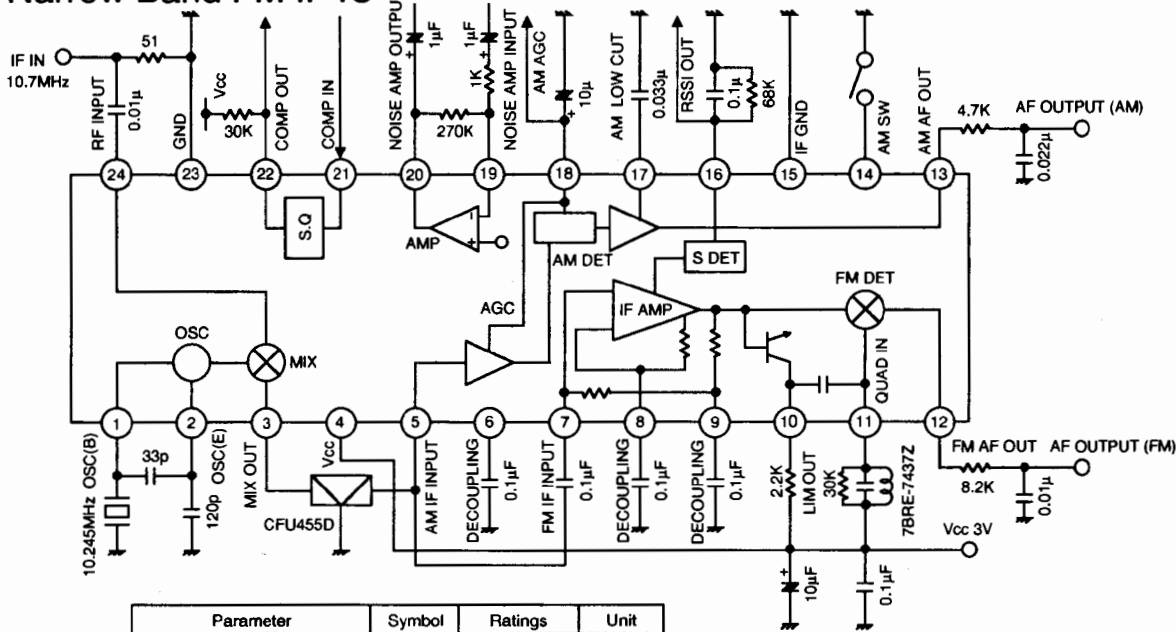 Narrow Band FM IF IC
IF IN
10.7MHz
51
0.01μ
RF INPUT
GND
Vcc
30K
COMP OUT
COMP IN
NOISE AMP OUTPUT
1μF
+
270K
1μF
+
1K
NOISE AMP INPUT
AM AGC
10μ
+
AM LOW CUT
0.033μ
RSSI OUT
0.1μ
68K
IF GND
AM SW
AM AF OUT
4.7K
AF OUTPUT (AM)
0.022μ
24
23
22
21
20
19
18
17
16
15
14
13
S.Q
AMP
AM DET
S DET
FM DET
IF AMP
AGC
OSC
MIX
QUAD IN
1
2
3
4
5
6
7
8
9
10
11
12
10.245MHz
OSC(B)
33p
120p
OSC(E)
MIX OUT
Vcc
CFU455D
AM IF INPUT
DECOUPLING
0.1μF
FM IF INPUT
0.1μF
DECOUPLING
0.1μF
DECOUPLING
0.1μF
2.2K
LIM OUT
30K
7BRE-7437Z
FM AF OUT
AF OUTPUT (FM)
8.2K
0.01μ
Vcc 3V
+
10μF
0.1μF
Parameter Symbol Ratings Unit